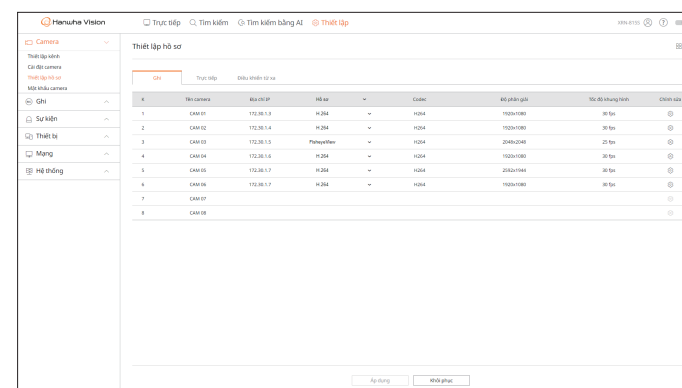 Hanwha Vision
Trực tiếp Tìm kiếm Tìm kiếm bằng AI Thiết lập
Camera
Thiết lập kênh
Cài đặt camera
Thiết lập hồ sơ
Mật khẩu camera
Ghi
Sự kiện
Thiết bị
Mạng
Hệ thống
Thiết lập hồ sơ
Ghi Trực tiếp Điều khiển từ xa
# Tên camera Địa chỉ IP Hồ sơ Codec Độ phân giải Tốc độ khung hình Chỉnh sửa
1 CAM 01 172.30.1.3 H.264 H264 1920x1080 30 fps
2 CAM 02 172.30.1.4 H.264 H264 1920x1080 30 fps
3 CAM 03 172.30.1.5 FisheyeView H264 2048x2048 25 fps
4 CAM 04 172.30.1.6 H.264 H264 1920x1080 30 fps
5 CAM 05 172.30.1.7 H.264 H264 2592x1944 30 fps
6 CAM 06 172.30.1.7 H.264 H264 1920x1080 30 fps
7 CAM 07
8 CAM 08
Áp dụng Khôi phục